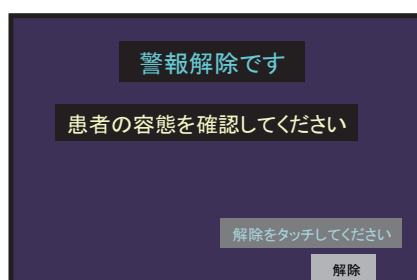 警報解除です
患者の容態を確認してください
解除をタッチしてください
解除